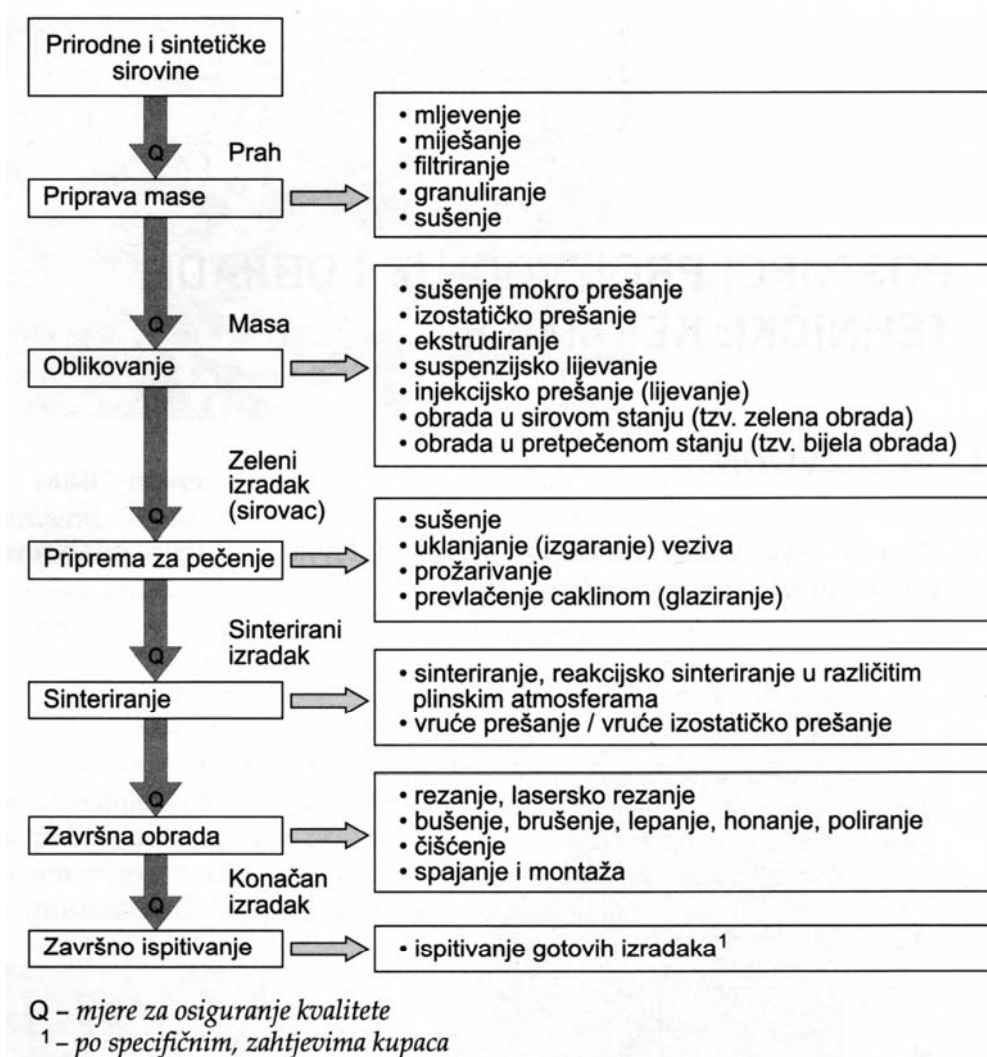 Prirodne i sintetičke
sirovine
Q
Prah
Priprava mase
• mljevenje
• miješanje
• filtriranje
• granuliranje
• sušenje
Q
Masa
Oblikovanje
• sušenje mokro prešanje
• izostatičko prešanje
• ekstrudiranje
• suspenzijsko lijevanje
• injekcijsko prešanje (lijevanje)
• obrada u sirovom stanju (tzv. zelena obrada)
• obrada u pretpečenom stanju (tzv. bijela obrada)
Zeleni
izradak
(sirovac)
Q
Priprema za pečenje
• sušenje
• uklanjanje (izgaranje) veziva
• prožarivanje
• prevlačenje caklinom (glaziranje)
Sinterirani
izradak
Q
Sinteriranje
• sinteriranje, reakcijsko sinteriranje u različitim
plinskim atmosferama
• vruće prešanje / vruće izostatičko prešanje
Q
Završna obrada
• rezanje, lasersko rezanje
• bušenje, brušenje, lepanje, honanje, poliranje
• čišćenje
• spajanje i montaža
Konačan
izradak
Q
Završno ispitivanje
• ispitivanje gotovih izradaka¹
Q – mjere za osiguranje kvalitete
¹ – po specifičnim, zahtjevima kupaca